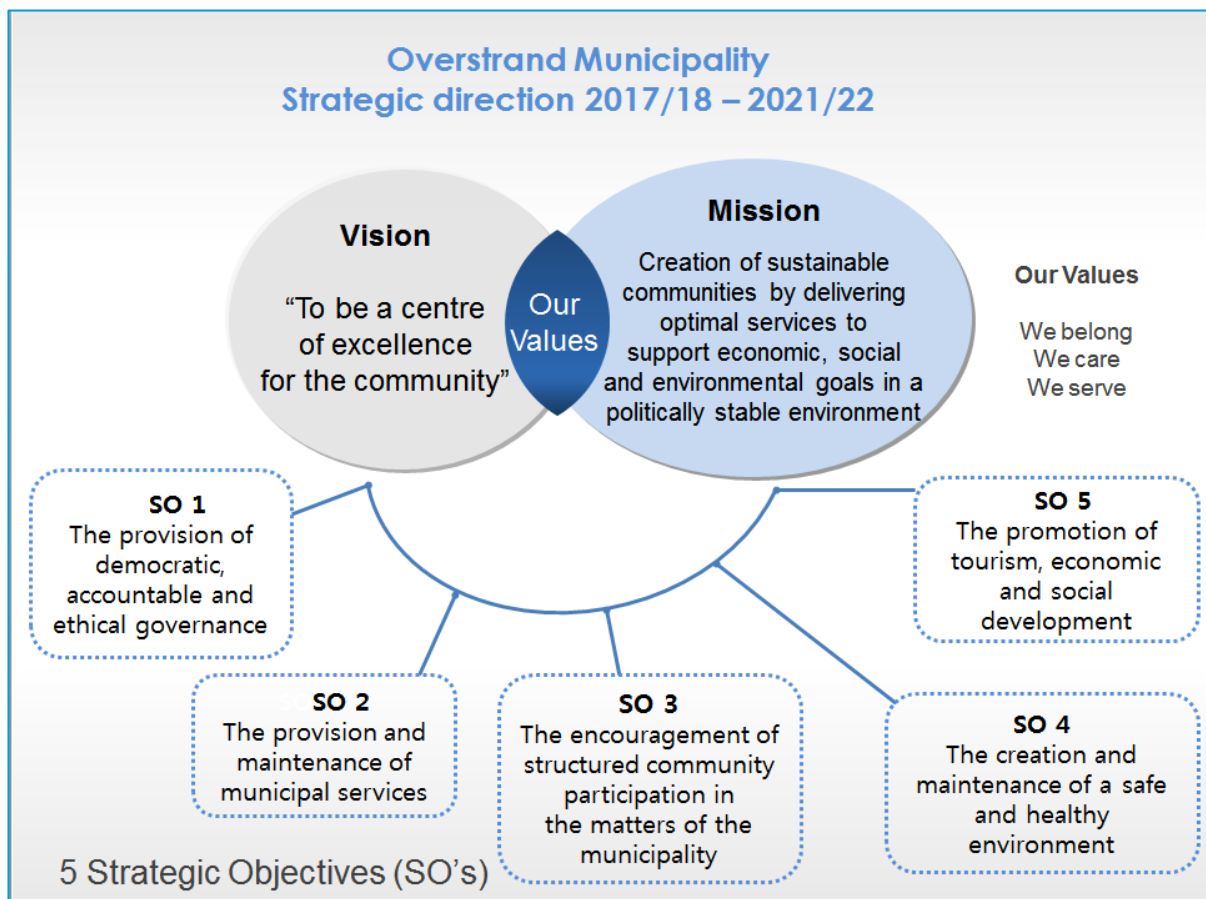 Overstrand Municipality
Strategic direction 2017/18 – 2021/22
Vision
“To be a centre
of excellence
for the community”
Our
Values
Mission
Creation of sustainable
communities by delivering
optimal services to
support economic, social
and environmental goals in a
politically stable environment
Our Values
We belong
We care
We serve
SO 1
The provision of
democratic,
accountable and
ethical governance
SO 2
The provision and
maintenance of
municipal services
SO 3
The encouragement of
structured community
participation in
the matters of the
municipality
SO 4
The creation and
maintenance of a safe
and healthy
environment
SO 5
The promotion of
tourism, economic
and social
development
5 Strategic Objectives (SO’s)